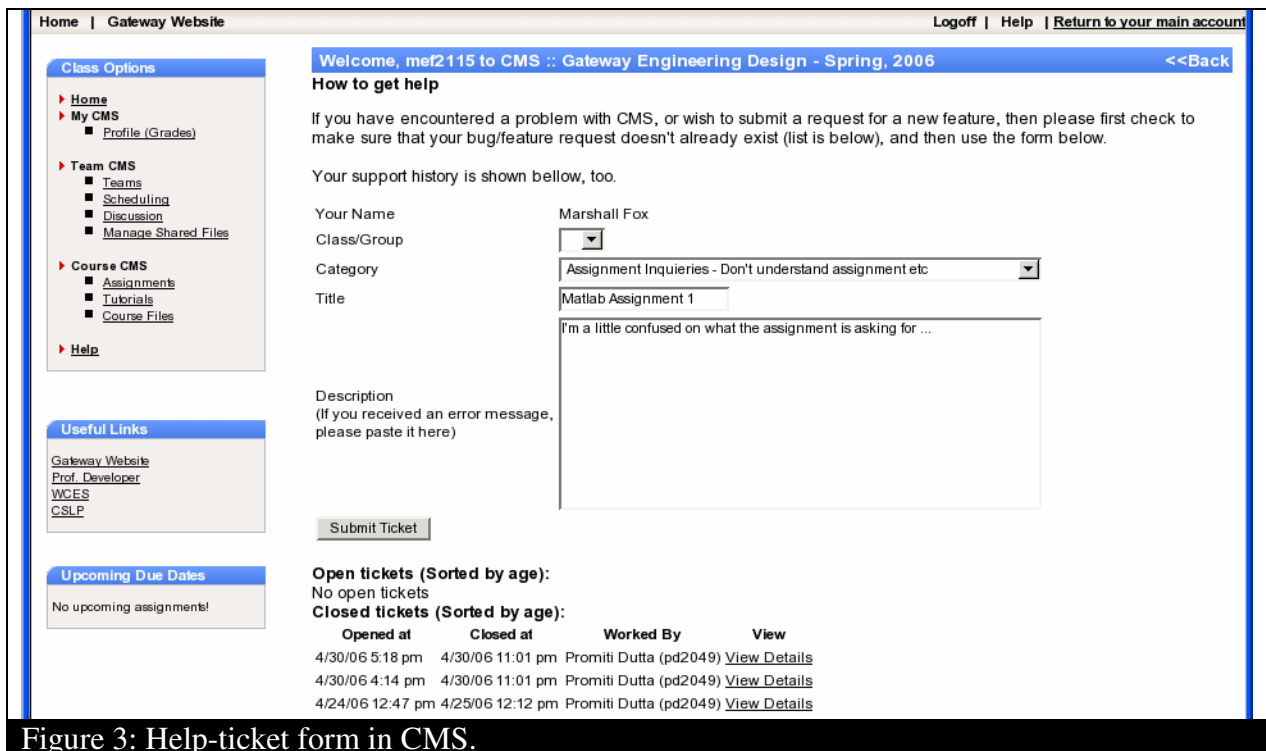 Home | Gateway Website
Logoff | Help | Return to your main account
Class Options
Home
My CMS
Profile (Grades)
Team CMS
Teams
Scheduling
Discussion
Manage Shared Files
Course CMS
Assignments
Tutorials
Course Files
Help
Useful Links
Gateway Website
Prof. Developer
WCES
CSLP
Upcoming Due Dates
No upcoming assignments!
Welcome, mef2115 to CMS :: Gateway Engineering Design - Spring, 2006 <<Back
How to get help
If you have encountered a problem with CMS, or wish to submit a request for a new feature, then please first check to
make sure that your bug/feature request doesn't already exist (list is below), and then use the form below.
Your support history is shown bellow, too.
Your Name Marshall Fox
Class/Group
Category Assignment Inquieries - Don't understand assignment etc
Title Matlab Assignment 1
I'm a little confused on what the assignment is asking for ...
Description
(If you received an error message,
please paste it here)
Submit Ticket
Open tickets (Sorted by age):
No open tickets
Closed tickets (Sorted by age):
Opened at Closed at Worked By View
4/30/06 5:18 pm 4/30/06 11:01 pm Promiti Dutta (pd2049) View Details
4/30/06 4:14 pm 4/30/06 11:01 pm Promiti Dutta (pd2049) View Details
4/24/06 12:47 pm 4/25/06 12:12 pm Promiti Dutta (pd2049) View Details
Figure 3: Help-ticket form in CMS.